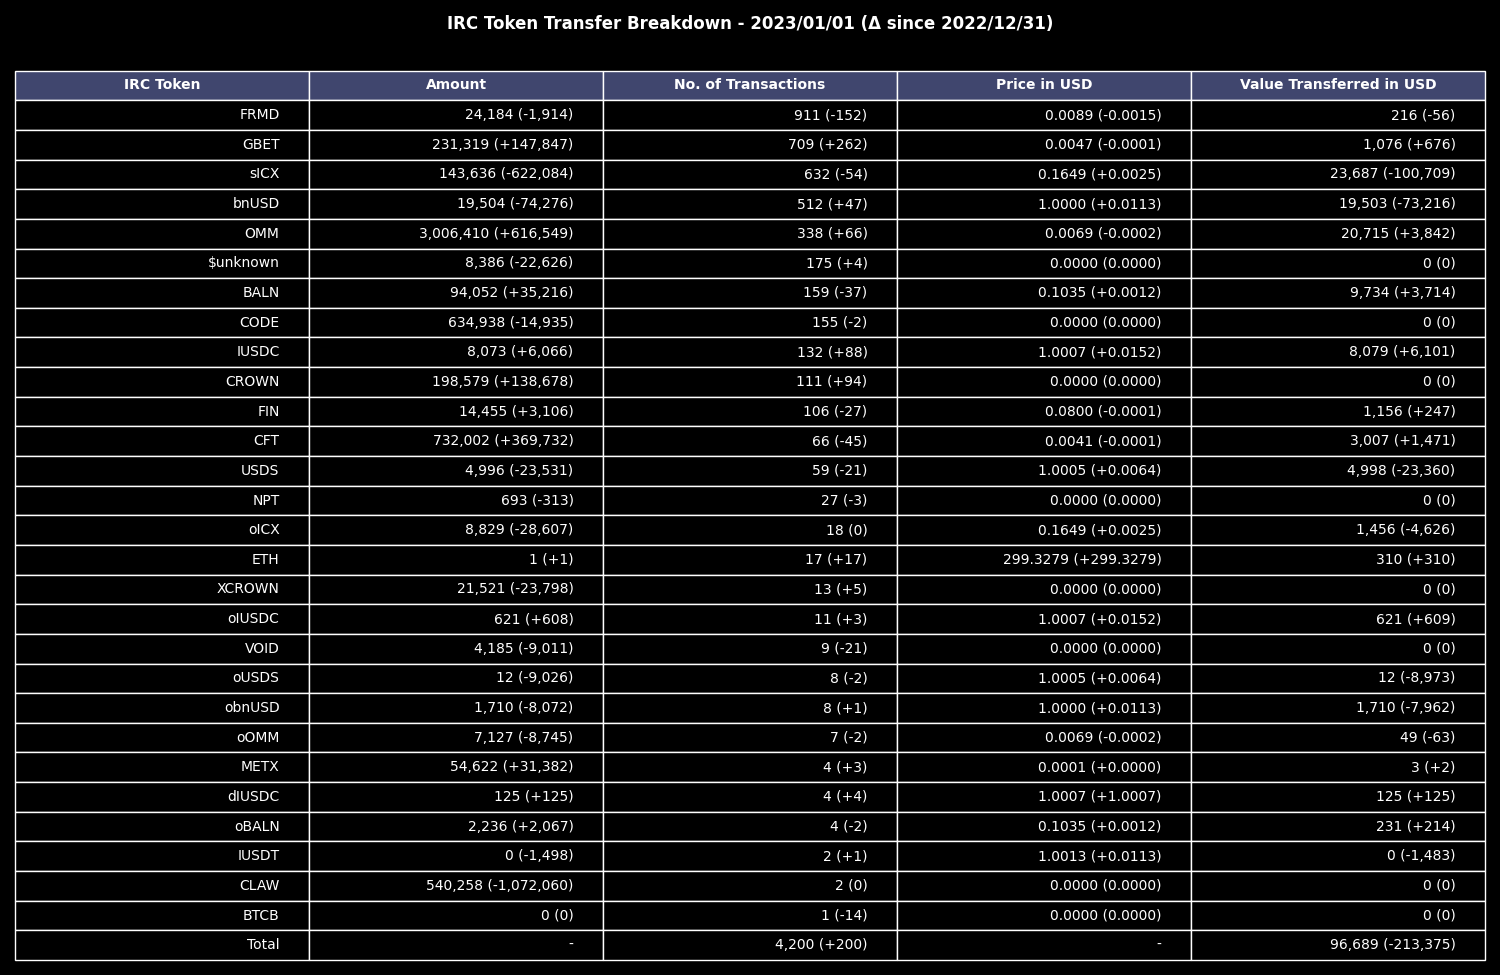 IRC Token Transfer Breakdown - 2023/01/01 (Δ since 2022/12/31)
IRC Token Amount No. of Transactions Price in USD Value Transferred in USD
FRMD 24,184 (-1,914) 911 (-152) 0.0089 (-0.0015) 216 (-56)
GBET 231,319 (+147,847) 709 (+262) 0.0047 (-0.0001) 1,076 (+676)
sICX 143,636 (-622,084) 632 (-54) 0.1649 (+0.0025) 23,687 (-100,709)
bnUSD 19,504 (-74,276) 512 (+47) 1.0000 (+0.0113) 19,503 (-73,216)
OMM 3,006,410 (+616,549) 338 (+66) 0.0069 (-0.0002) 20,715 (+3,842)
$unknown 8,386 (-22,626) 175 (+4) 0.0000 (0.0000) 0 (0)
BALN 94,052 (+35,216) 159 (-37) 0.1035 (+0.0012) 9,734 (+3,714)
CODE 634,938 (-14,935) 155 (-2) 0.0000 (0.0000) 0 (0)
IUSDC 8,073 (+6,066) 132 (+88) 1.0007 (+0.0152) 8,079 (+6,101)
CROWN 198,579 (+138,678) 111 (+94) 0.0000 (0.0000) 0 (0)
FIN 14,455 (+3,106) 106 (-27) 0.0800 (-0.0001) 1,156 (+247)
CFT 732,002 (+369,732) 66 (-45) 0.0041 (-0.0001) 3,007 (+1,471)
USDS 4,996 (-23,531) 59 (-21) 1.0005 (+0.0064) 4,998 (-23,360)
NPT 693 (-313) 27 (-3) 0.0000 (0.0000) 0 (0)
oICX 8,829 (-28,607) 18 (0) 0.1649 (+0.0025) 1,456 (-4,626)
ETH 1 (+1) 17 (+17) 299.3279 (+299.3279) 310 (+310)
XCROWN 21,521 (-23,798) 13 (+5) 0.0000 (0.0000) 0 (0)
oIUSDC 621 (+608) 11 (+3) 1.0007 (+0.0152) 621 (+609)
VOID 4,185 (-9,011) 9 (-21) 0.0000 (0.0000) 0 (0)
oUSDS 12 (-9,026) 8 (-2) 1.0005 (+0.0064) 12 (-8,973)
obnUSD 1,710 (-8,072) 8 (+1) 1.0000 (+0.0113) 1,710 (-7,962)
oOMM 7,127 (-8,745) 7 (-2) 0.0069 (-0.0002) 49 (-63)
METX 54,622 (+31,382) 4 (+3) 0.0001 (+0.0000) 3 (+2)
dIUSDC 125 (+125) 4 (+4) 1.0007 (+1.0007) 125 (+125)
oBALN 2,236 (+2,067) 4 (-2) 0.1035 (+0.0012) 231 (+214)
IUSDT 0 (-1,498) 2 (+1) 1.0013 (+0.0113) 0 (-1,483)
CLAW 540,258 (-1,072,060) 2 (0) 0.0000 (0.0000) 0 (0)
BTCB 0 (0) 1 (-14) 0.0000 (0.0000) 0 (0)
Total - 4,200 (+200) - 96,689 (-213,375)